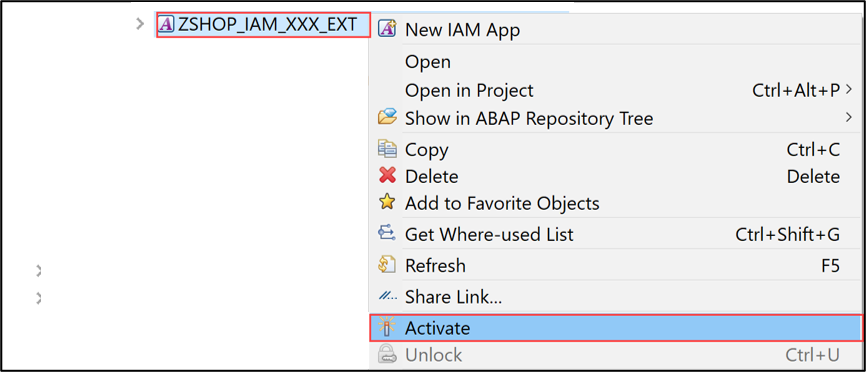 ZSHOP_IAM_XXX_EXT
New IAM App
Open
Open in Project Ctrl+Alt+P
Show in ABAP Repository Tree
Copy Ctrl+C
Delete Delete
Add to Favorite Objects
Get Where-used List Ctrl+Shift+G
Refresh F5
Share Link...
Activate
Unlock Ctrl+U